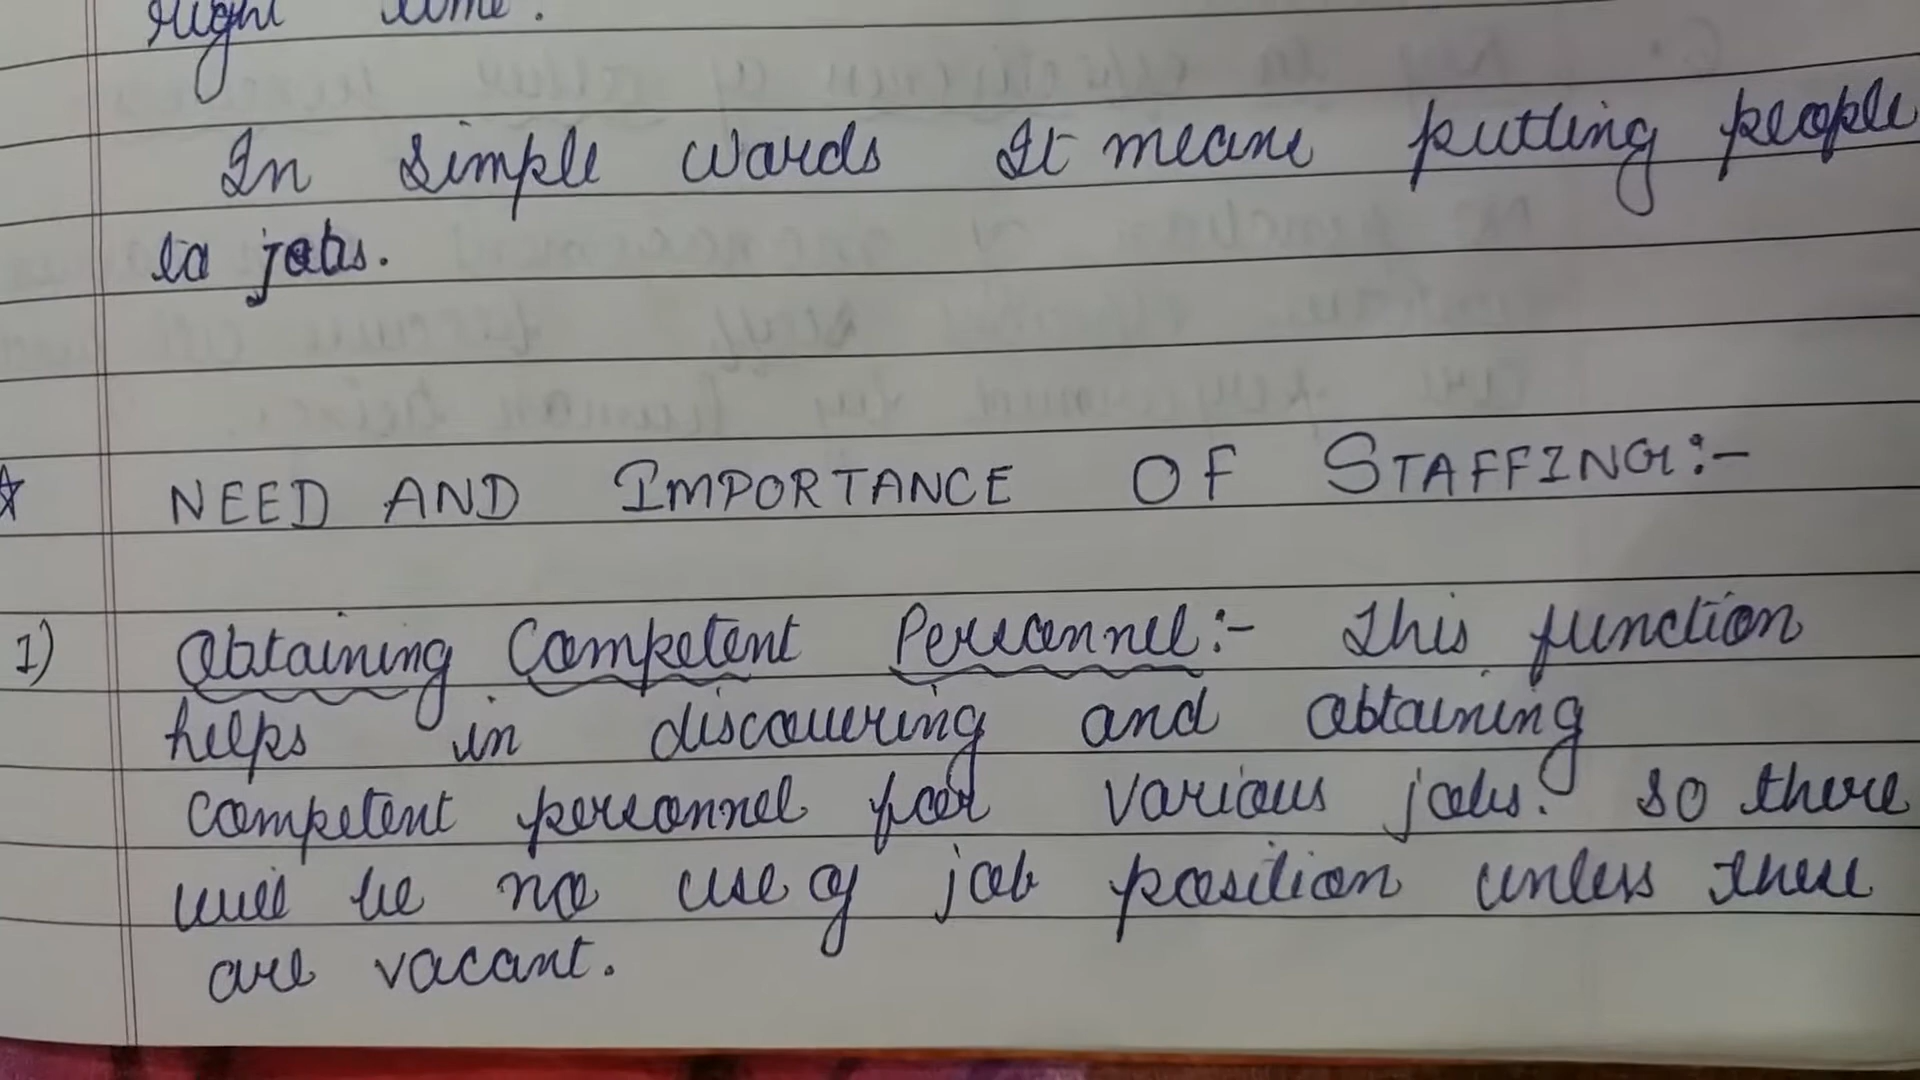 Right time.
In simple words It means putting people
to jobs.
☆ NEED AND IMPORTANCE OF STAFFING:-
1) Obtaining Competent Personnel:- This function
helps in discovering and obtaining
competent personnel for various jobs. so there
will be no use of job position unless there
are vacant.